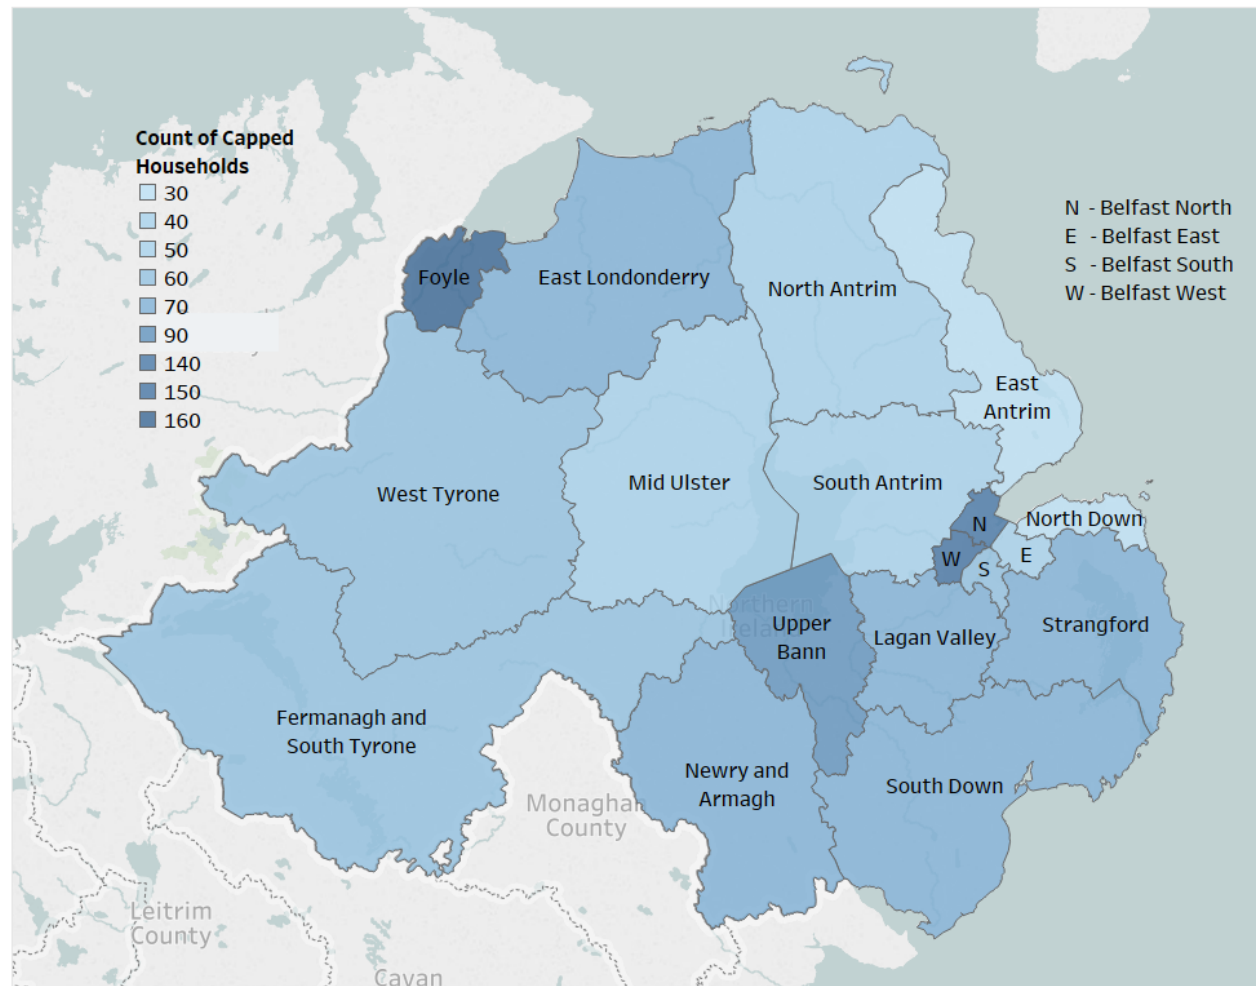 Count of Capped
Households
30
40
50
60
70
90
140
150
160
N - Belfast North
E - Belfast East
S - Belfast South
W - Belfast West
Foyle
East Londonderry
North Antrim
East
Antrim
West Tyrone
Mid Ulster
South Antrim
N
North Down
W
S
E
Northern
Ireland
Upper
Bann
Lagan Valley
Strangford
Fermanagh and
South Tyrone
Newry and
Armagh
South Down
Monaghan
County
Leitrim
County
Cavan